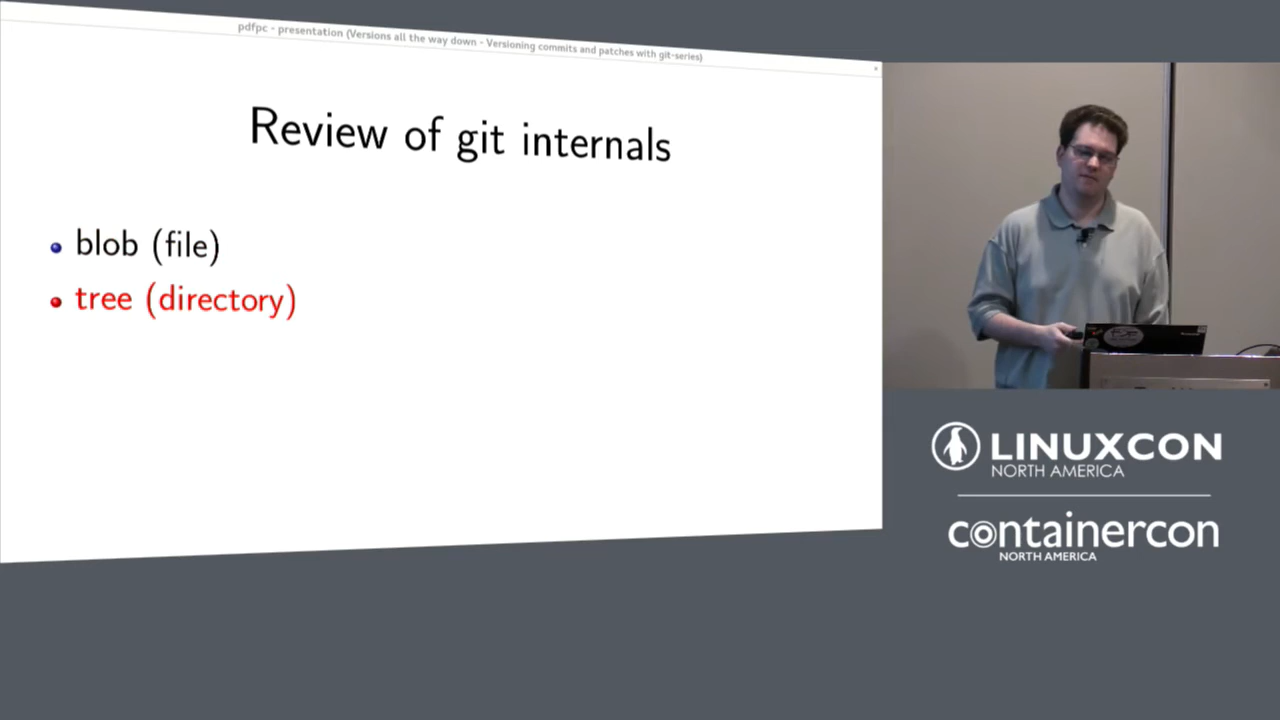 pdfpc - presentation (Versions all the way down - Versioning commits and patches with git-series)
Review of git internals
blob (file)
tree (directory)
LINUXCON
NORTH AMERICA
containercon
NORTH AMERICA